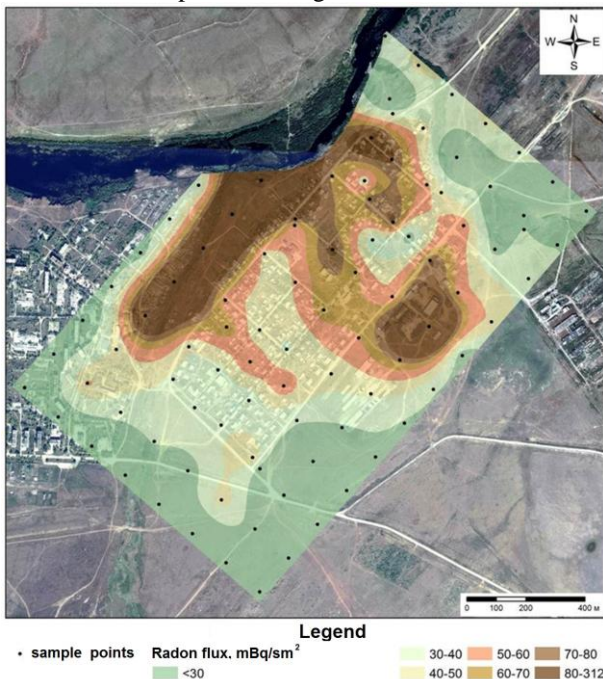 N
W E
S
0 100 200 400 м
Legend
• sample points Radon flux. mBq/sm²
<30
30-40 50-60 70-80
40-50 60-70 80-312